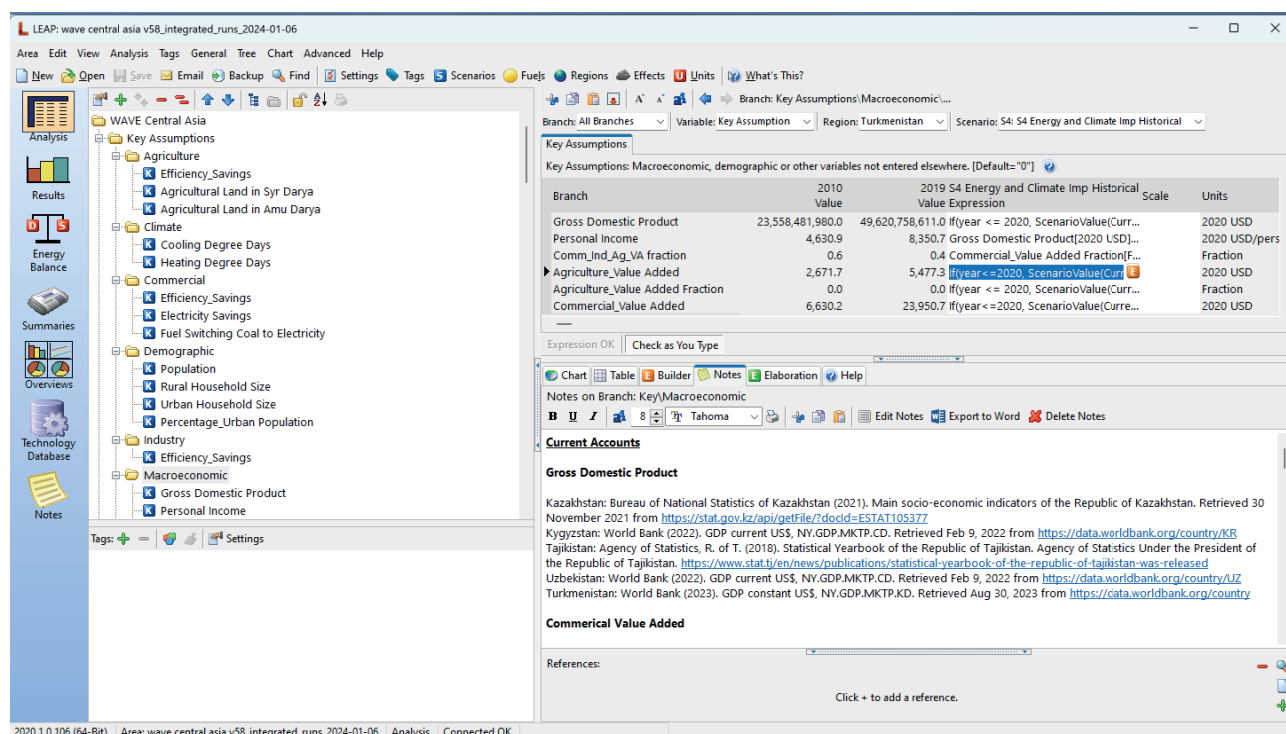 LEAP: wave central asia v58_integrated_runs_2024-01-06
Area Edit View Analysis Tags General Tree Chart Advanced Help
New Open Save Email Backup Find Settings Tags Scenarios Fuels Regions Effects Units What's This?
Branch: Key Assumptions\Macroeconomic\...
Branch: All Branches Variable: Key Assumption Region: Turkmenistan Scenario: S4: S4 Energy and Climate Imp Historical
Analysis
Results
Energy
Balance
Summaries
Overviews
Technology
Database
Notes
WAVE Central Asia
Key Assumptions
Agriculture
Efficiency_Savings
Agricultural Land in Syr Darya
Agricultural Land in Amu Darya
Climate
Cooling Degree Days
Heating Degree Days
Commercial
Efficiency_Savings
Electricity Savings
Fuel Switching Coal to Electricity
Demographic
Population
Rural Household Size
Urban Household Size
Percentage_Urban Population
Industry
Efficiency_Savings
Macroeconomic
Gross Domestic Product
Personal Income
Tags: Settings
Key Assumptions
Key Assumptions: Macroeconomic, demographic or other variables not entered elsewhere. [Default="0"]
Branch 2010 Value 2019 Value S4 Energy and Climate Imp Historical Expression Scale Units
Gross Domestic Product 23,558,481,980.0 49,620,758,611.0 If(year <= 2020, ScenarioValue(Curr... 2020 USD
Personal Income 4,630.9 8,350.7 Gross Domestic Product[2020 USD]... 2020 USD/pers
Comm_Ind_Ag_VA fraction 0.6 0.4 Commercial_Value Added Fraction[F... Fraction
Agriculture_Value Added 2,671.7 5,477.3 If(year<=2020, ScenarioValue(Curr E 2020 USD
Agriculture_Value Added Fraction 0.0 0.0 If(year <= 2020, ScenarioValue(Curr... Fraction
Commercial_Value Added 6,630.2 23,950.7 If(year<=2020, ScenarioValue(Curre... 2020 USD
Expression OK Check as You Type
Chart Table Builder Notes Elaboration Help
Notes on Branch: Key\Macroeconomic
B U I 8 Tahoma Edit Notes Export to Word Delete Notes
Current Accounts
Gross Domestic Product
Kazakhstan: Bureau of National Statistics of Kazakhstan (2021). Main socio-economic indicators of the Republic of Kazakhstan. Retrieved 30
November 2021 from https://stat.gov.kz/api/getFile/?docId=ESTAT105377
Kygyzstan: World Bank (2022). GDP current US$, NY.GDP.MKTP.CD. Retrieved Feb 9, 2022 from https://data.worldbank.org/country/KR
Tajikistan: Agency of Statistics, R. of T. (2018). Statistical Yearbook of the Republic of Tajikistan. Agency of Statistics Under the President of
the Republic of Tajikistan. https://www.stat.tj/en/news/publications/statistical-yearbook-of-the-republic-of-tajikistan-was-released
Uzbekistan: World Bank (2022). GDP current US$, NY.GDP.MKTP.CD. Retrieved Feb 9, 2022 from https://data.worldbank.org/country/UZ
Turkmenistan: World Bank (2023). GDP constant US$, NY.GDP.MKTP.KD. Retrieved Aug 30, 2023 from https://data.worldbank.org/country
Commerical Value Added
References:
Click + to add a reference.
2020.1.0.106 (64-Bit) Area: wave central asia v58_integrated_runs_2024-01-06 Analysis Connected OK